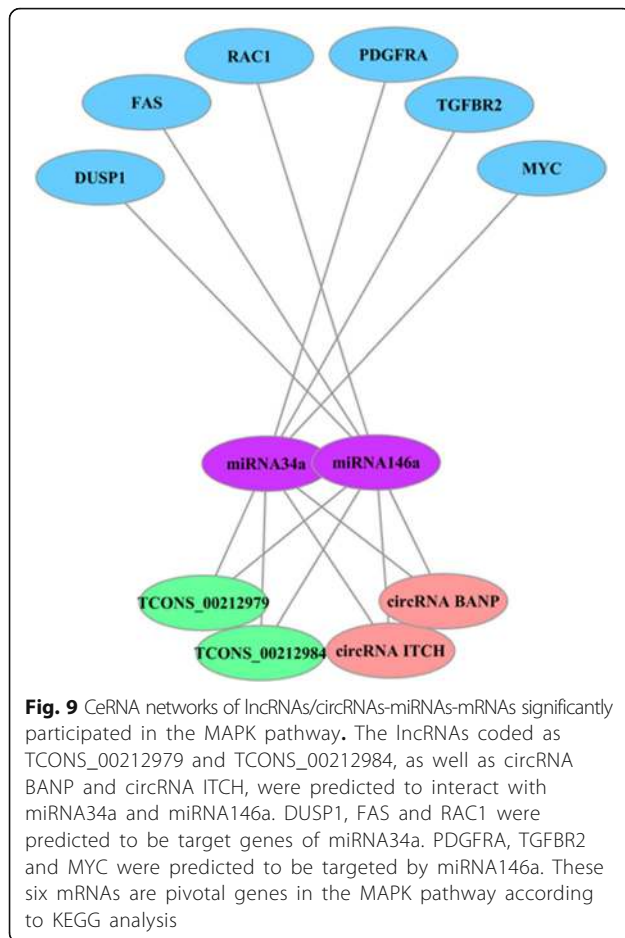 RAC1
PDGFRA
FAS
TGFBR2
DUSP1
MYC
miRNA34a
miRNA146a
TCONS_00212979
circRNA BANP
TCONS_00212984
circRNA ITCH
Fig. 9 CeRNA networks of lncRNAs/circRNAs-miRNAs-mRNAs significantly
participated in the MAPK pathway. The lncRNAs coded as
TCONS_00212979 and TCONS_00212984, as well as circRNA
BANP and circRNA ITCH, were predicted to interact with
miRNA34a and miRNA146a. DUSP1, FAS and RAC1 were
predicted to be target genes of miRNA34a. PDGFRA, TGFBR2
and MYC were predicted to be targeted by miRNA146a. These
six mRNAs are pivotal genes in the MAPK pathway according
to KEGG analysis